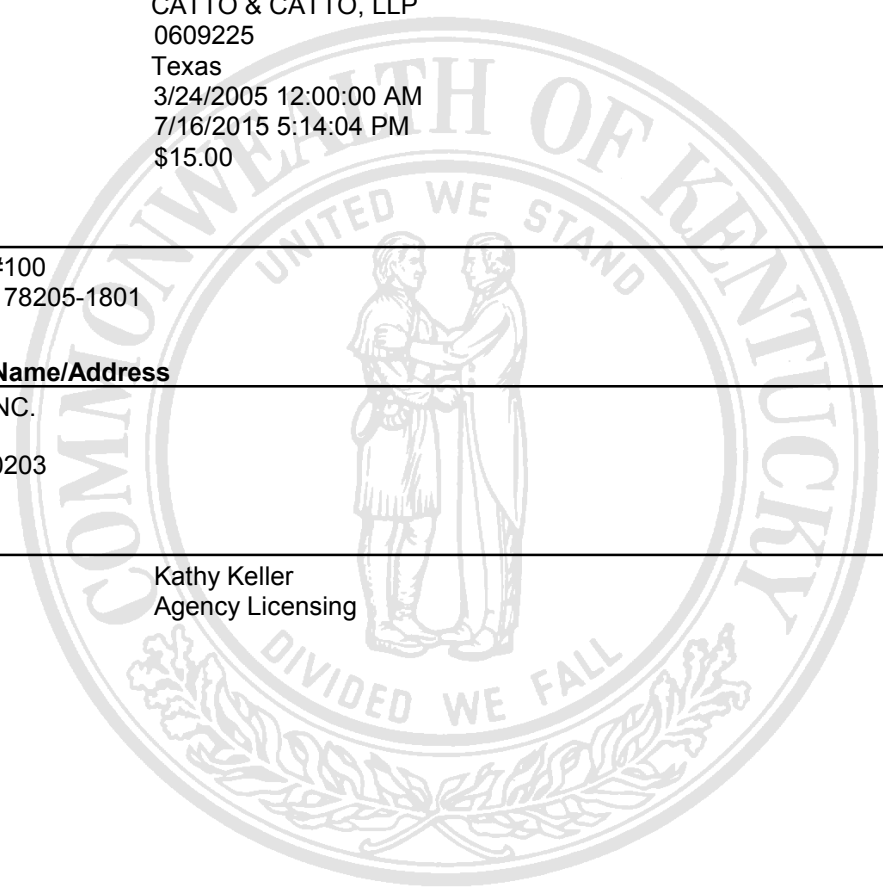 CATTO & CATTO, LLP
0609225
Texas
3/24/2005 12:00:00 AM
7/16/2015 5:14:04 PM
$15.00
COMMONWEALTH OF KENTUCKY
UNITED WE STAND
#100
78205-1801
Name/Address
NC.
0203
Kathy Keller
Agency Licensing
DIVIDED WE FALL